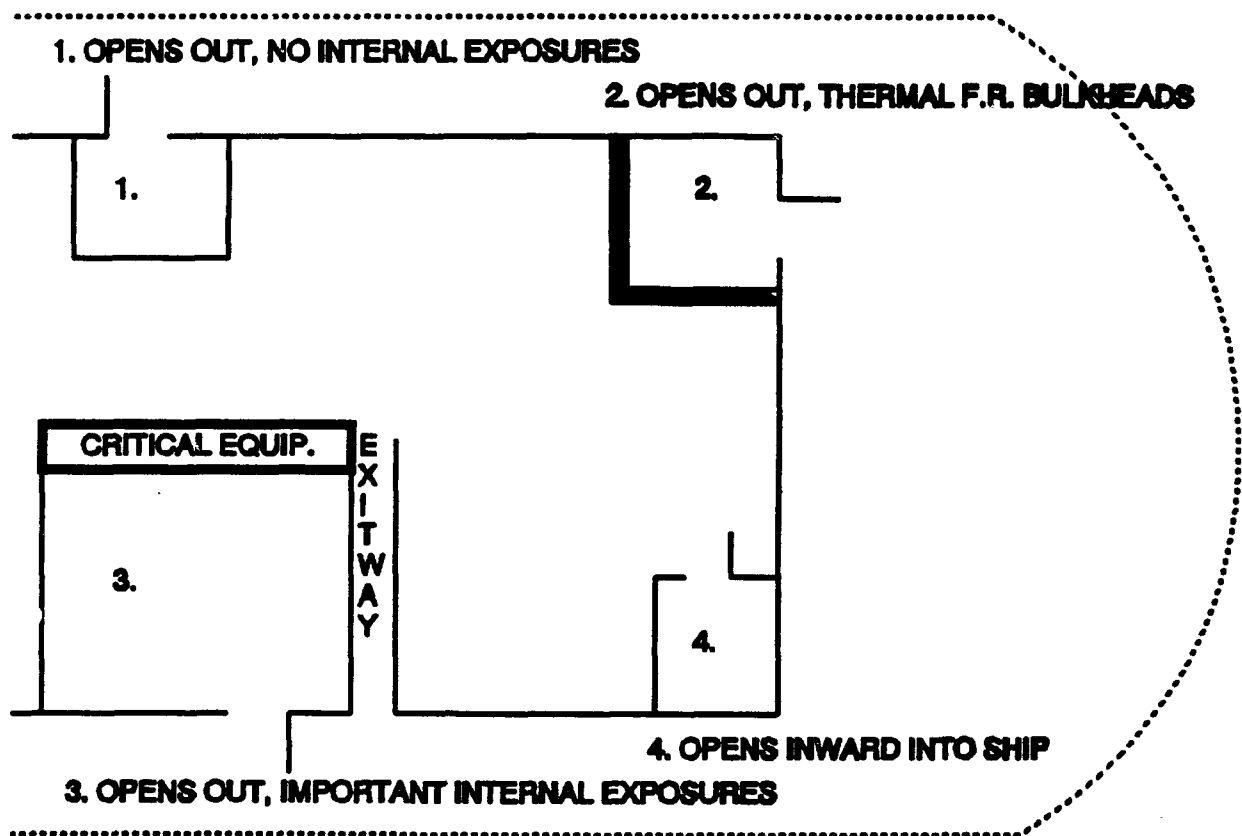 1. OPENS OUT, NO INTERNAL EXPOSURES
2. OPENS OUT, THERMAL F.R. BULKHEADS
1.
2.
CRITICAL EQUIP.
EXITWAY
3.
4.
4. OPENS INWARD INTO SHIP
3. OPENS OUT, IMPORTANT INTERNAL EXPOSURES